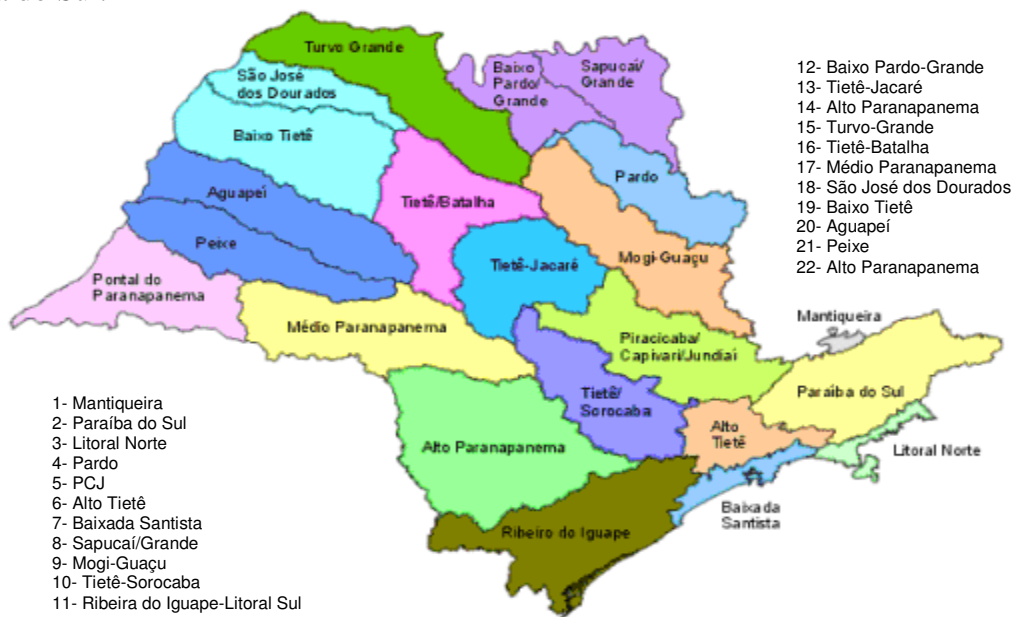 Turvo Grande
São José
dos Dourados
Baixo
Pardo/
Grande
Sapucaí/
Grande
Baixo Tietê
Pardo
Aguapeí
Tietê/Batalha
Peixe
Tietê-Jacaré
Mogi-Guaçu
Pontal do
Paranapanema
Médio Paranapanema
Mantiqueira
Piracicaba/
Capivari/Jundiaí
Paraíba do Sul
Tietê/
Sorocaba
Alto
Tietê
Alto Paranapanema
Litoral Norte
Baixada
Santista
Ribeiro do Iguape
12- Baixo Pardo-Grande
13- Tietê-Jacaré
14- Alto Paranapanema
15- Turvo-Grande
16- Tietê-Batalha
17- Médio Paranapanema
18- São José dos Dourados
19- Baixo Tietê
20- Aguapeí
21- Peixe
22- Alto Paranapanema
1- Mantiqueira
2- Paraíba do Sul
3- Litoral Norte
4- Pardo
5- PCJ
6- Alto Tietê
7- Baixada Santista
8- Sapucaí/Grande
9- Mogi-Guaçu
10- Tietê-Sorocaba
11- Ribeira do Iguape-Litoral Sul